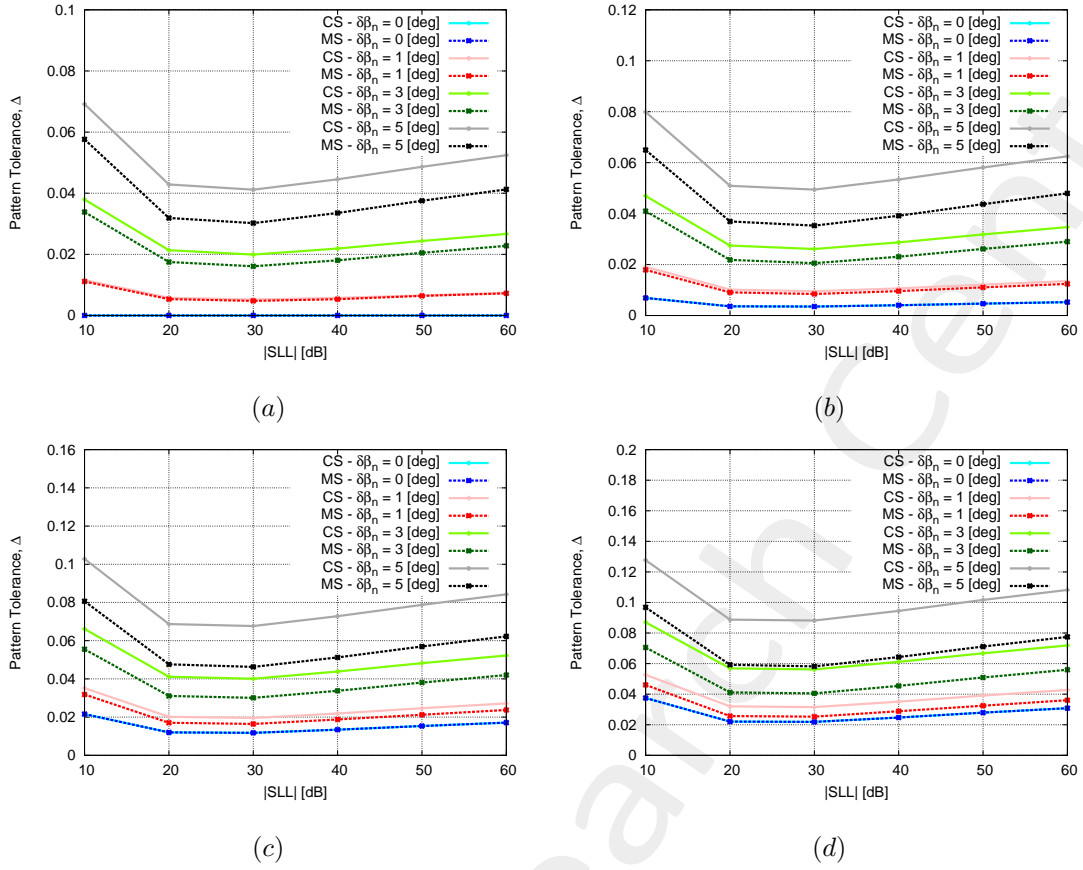 0.1
0.08
0.06
0.04
0.02
0
10 20 30 40 50 60
Pattern Tolerance, Δ
|SLL| [dB]
CS - δβn = 0 [deg]
MS - δβn = 0 [deg]
CS - δβn = 1 [deg]
MS - δβn = 1 [deg]
CS - δβn = 3 [deg]
MS - δβn = 3 [deg]
CS - δβn = 5 [deg]
MS - δβn = 5 [deg]
(a)
0.12
0.1
0.08
0.06
0.04
0.02
0
10 20 30 40 50 60
Pattern Tolerance, Δ
|SLL| [dB]
CS - δβn = 0 [deg]
MS - δβn = 0 [deg]
CS - δβn = 1 [deg]
MS - δβn = 1 [deg]
CS - δβn = 3 [deg]
MS - δβn = 3 [deg]
CS - δβn = 5 [deg]
MS - δβn = 5 [deg]
(b)
0.16
0.14
0.12
0.1
0.08
0.06
0.04
0.02
0
10 20 30 40 50 60
Pattern Tolerance, Δ
|SLL| [dB]
CS - δβn = 0 [deg]
MS - δβn = 0 [deg]
CS - δβn = 1 [deg]
MS - δβn = 1 [deg]
CS - δβn = 3 [deg]
MS - δβn = 3 [deg]
CS - δβn = 5 [deg]
MS - δβn = 5 [deg]
(c)
0.2
0.18
0.16
0.14
0.12
0.1
0.08
0.06
0.04
0.02
0
10 20 30 40 50 60
Pattern Tolerance, Δ
|SLL| [dB]
CS - δβn = 0 [deg]
MS - δβn = 0 [deg]
CS - δβn = 1 [deg]
MS - δβn = 1 [deg]
CS - δβn = 3 [deg]
MS - δβn = 3 [deg]
CS - δβn = 5 [deg]
MS - δβn = 5 [deg]
(d)